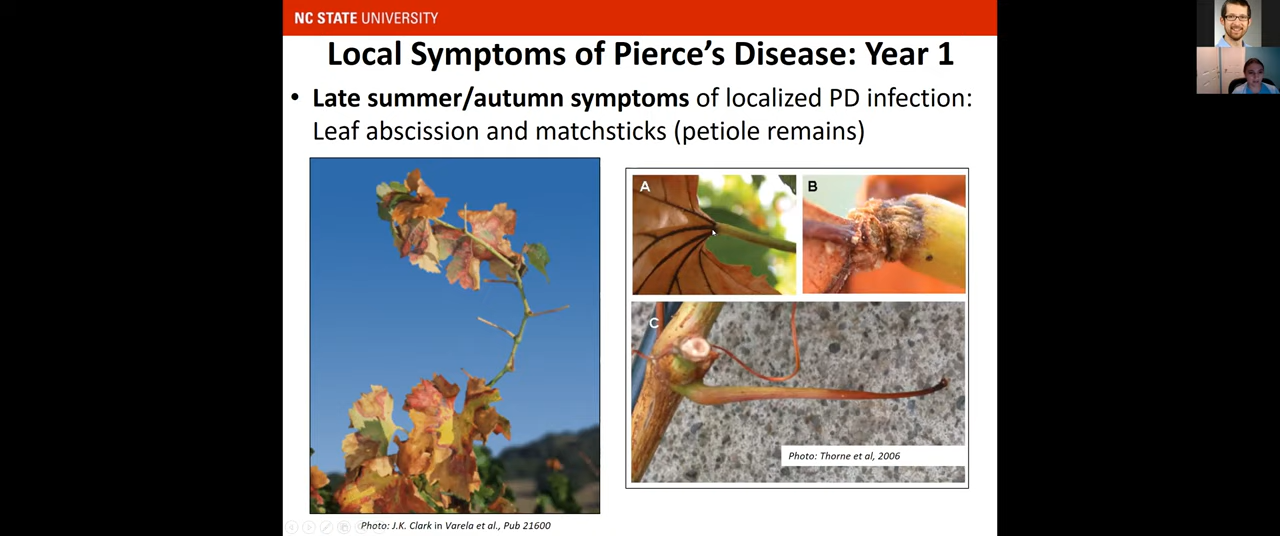 NC STATE UNIVERSITY
Local Symptoms of Pierce's Disease: Year 1
• Late summer/autumn symptoms of localized PD infection:
Leaf abscission and matchsticks (petiole remains)
A
B
C
Photo: Thorne et al, 2006
Photo: J.K. Clark in Varela et al., Pub 21600